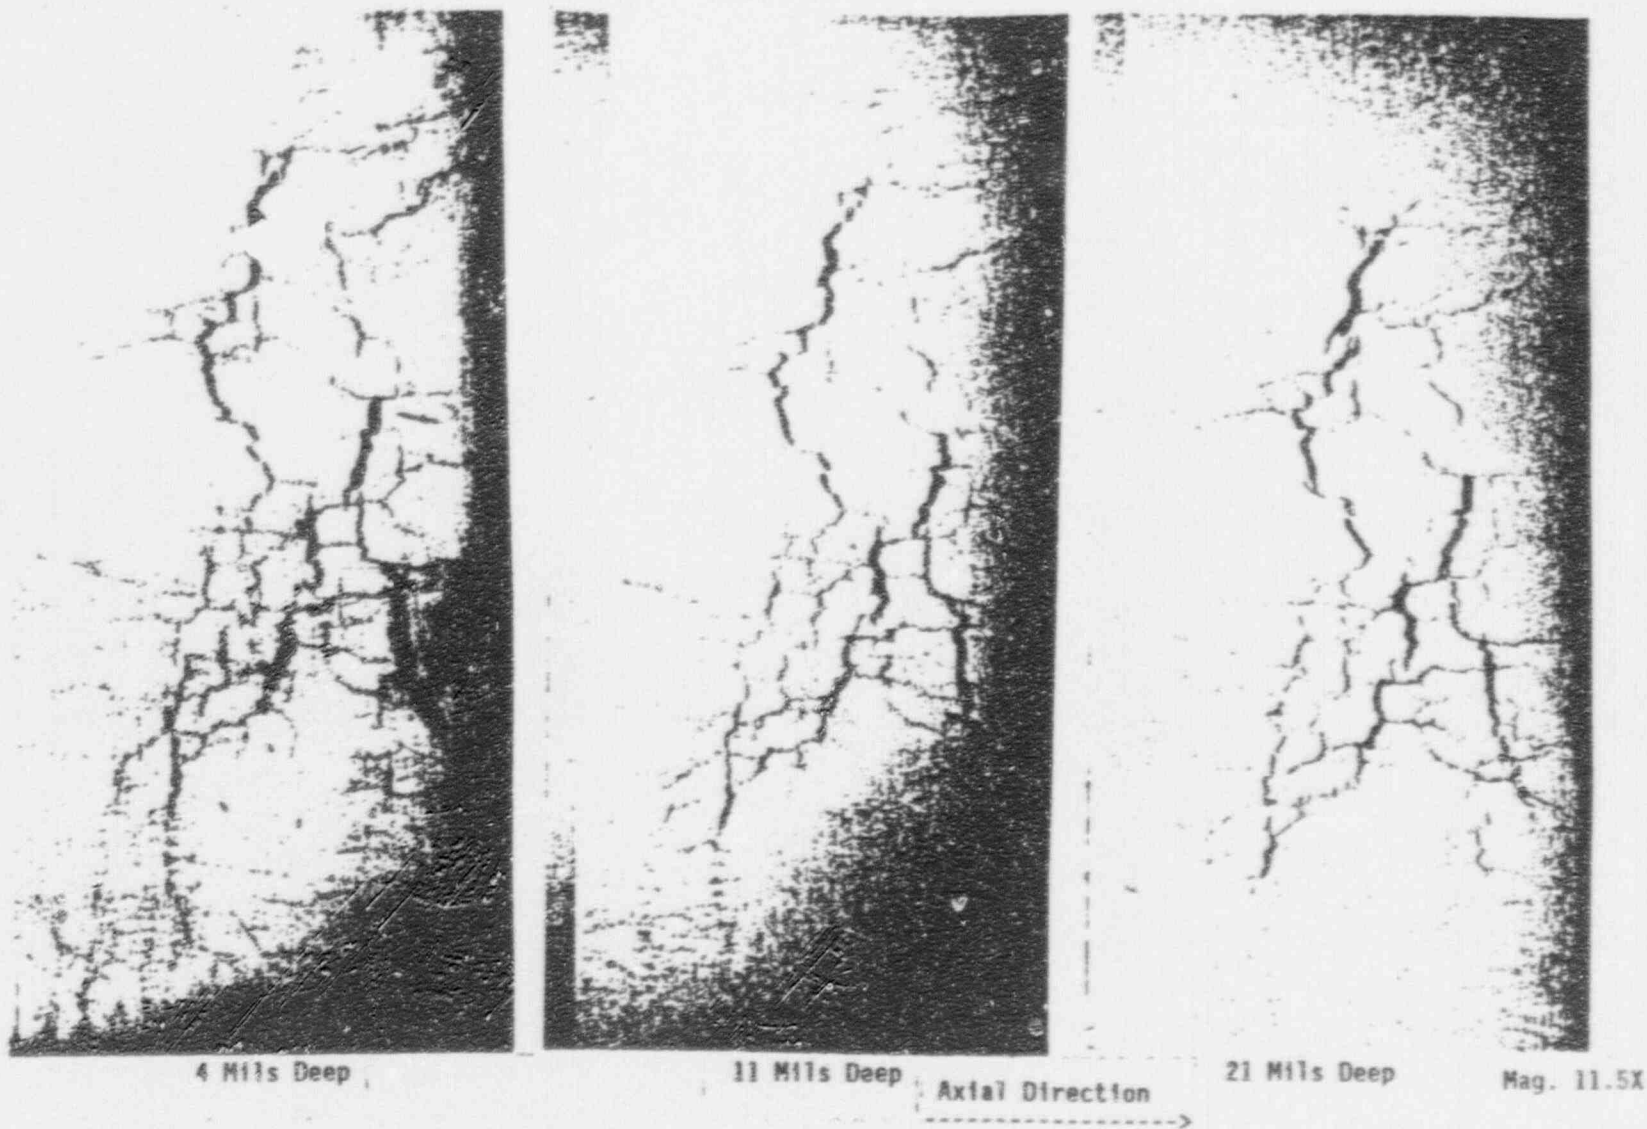 4 Mils Deep
11 Mils Deep
21 Mils Deep
Mag. 11.5X
Axial Direction